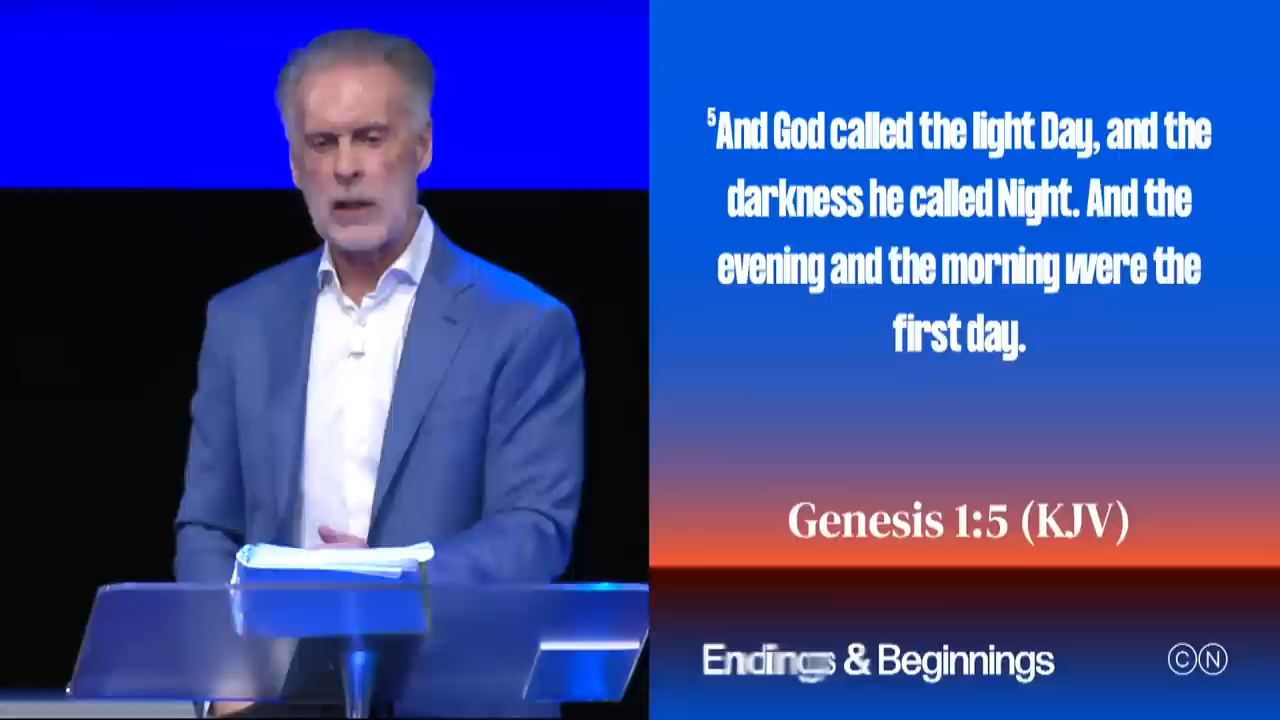 ⁵And God called the light Day, and the
darkness he called Night. And the
evening and the morning were the
first day.
Genesis 1:5 (KJV)
Endings & Beginnings
CN